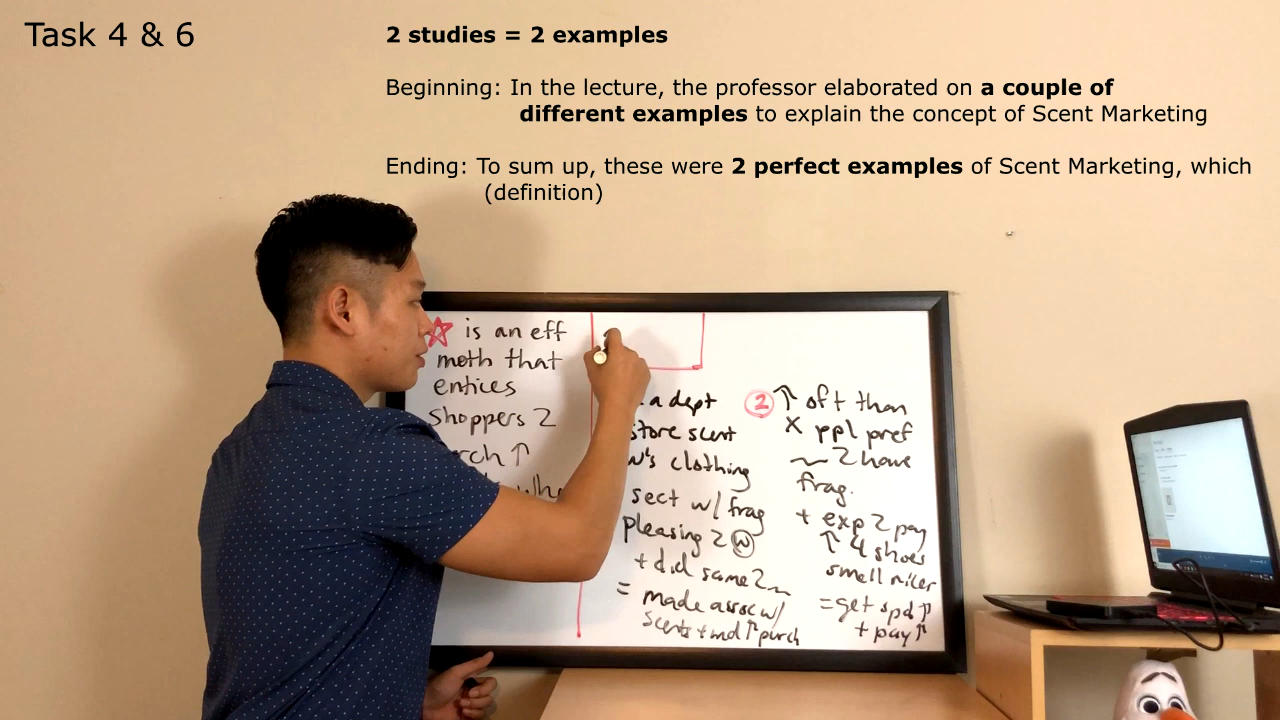 Task 4 & 6
2 studies = 2 examples
Beginning: In the lecture, the professor elaborated on a couple of
different examples to explain the concept of Scent Marketing
Ending: To sum up, these were 2 perfect examples of Scent Marketing, which
(definition)
☆ is an eff
meth that
entices
shoppers 2
rch ↑
a dept
store scent
w's clothing
sect w/ frag
pleasing 2 w
+ did same 2 ~
= made assoc w/
scents + md ↑ purch
2 ↑ oft than
x ppl pref
~ 2 have
frag.
+ exp 2 pay
↑ 4 shoes
smell nicer
= get spd ↑
+ pay ↑